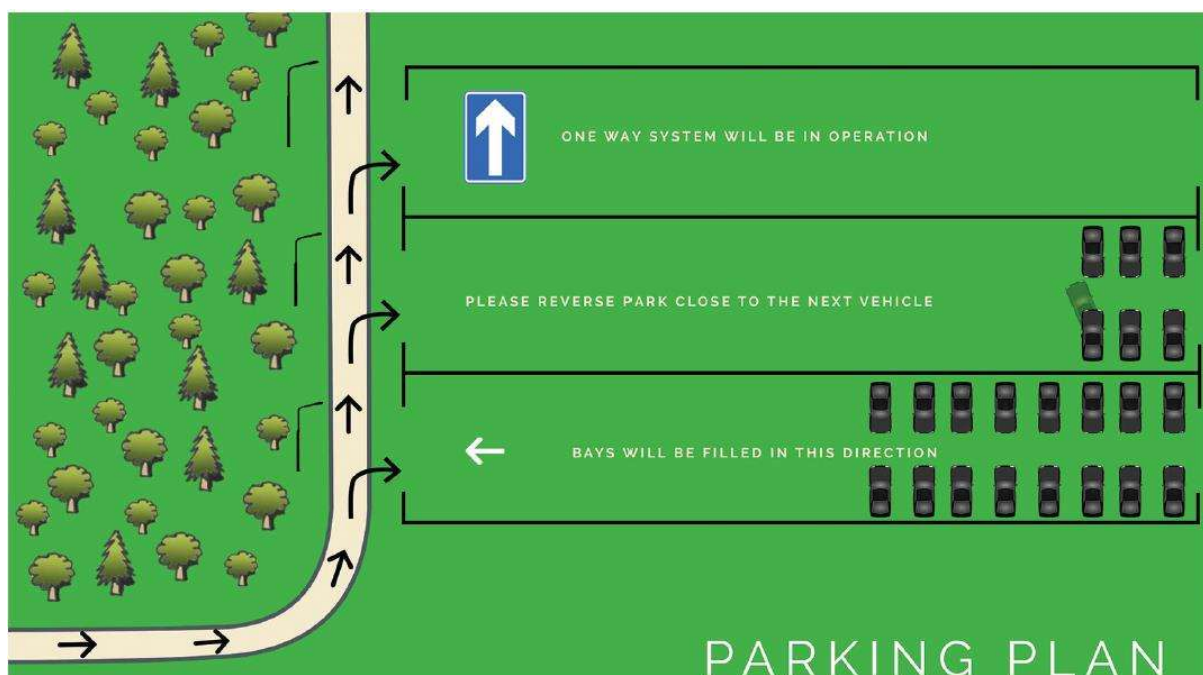 ONE WAY SYSTEM WILL BE IN OPERATION
PLEASE REVERSE PARK CLOSE TO THE NEXT VEHICLE
BAYS WILL BE FILLED IN THIS DIRECTION
PARKING PLAN